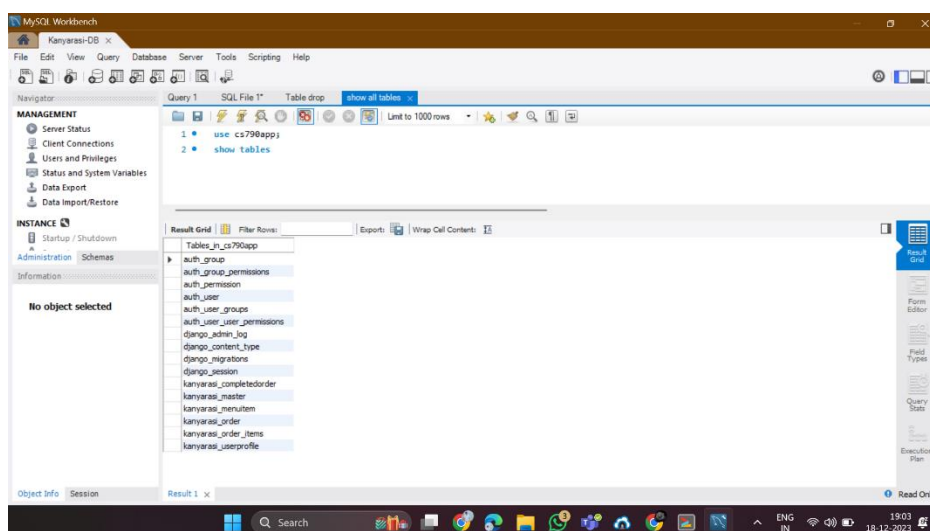 MySQL Workbench
Kanyarasi-DB ×
File Edit View Query Database Server Tools Scripting Help
Navigator
MANAGEMENT
Server Status
Client Connections
Users and Privileges
Status and System Variables
Data Export
Data Import/Restore
INSTANCE
Startup / Shutdown
Administration Schemas
Information
No object selected
Object Info Session
Query 1 SQL File 1* Table drop show all tables ×
Limit to 1000 rows
1 use cs790app;
2 show tables
Result Grid Filter Rows: Export: Wrap Cell Content:
Tables_in_cs790app
auth_group
auth_group_permissions
auth_permission
auth_user
auth_user_groups
auth_user_user_permissions
django_admin_log
django_content_type
django_migrations
django_session
kanyarasi_completedorder
kanyarasi_master
kanyarasi_menuitem
kanyarasi_order
kanyarasi_order_items
kanyarasi_userprofile
Result Grid
Form Editor
Field Types
Query Stats
Execution Plan
Result 1 ×
Read Onl
Search
3
ENG
IN
19:03
18-12-2023